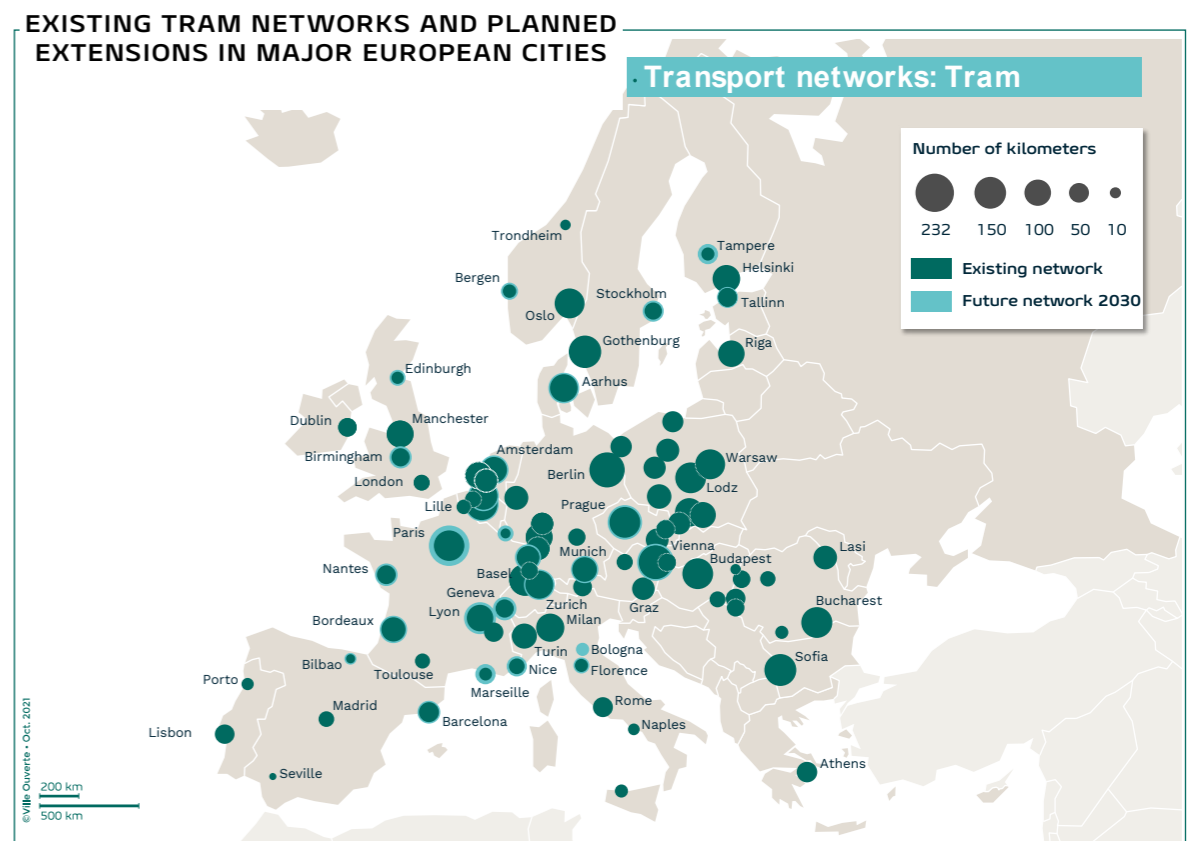 EXISTING TRAM NETWORKS AND PLANNED
EXTENSIONS IN MAJOR EUROPEAN CITIES
Transport networks: Tram
Number of kilometers
232 150 100 50 10
Existing network
Future network 2030
Trondheim
Tampere
Helsinki
Bergen
Stockholm
Tallinn
Oslo
Gothenburg
Riga
Edinburgh
Aarhus
Dublin
Manchester
Amsterdam
Birmingham
Warsaw
Berlin
London
Lodz
Lille
Prague
Paris
Vienna
Lasi
Munich
Budapest
Nantes
Basel
Geneva
Bucharest
Lyon
Zurich
Graz
Milan
Bordeaux
Turin
Bologna
Sofia
Bilbao
Toulouse
Nice
Florence
Porto
Marseille
Madrid
Barcelona
Rome
Naples
Lisbon
Athens
Seville
200 km
500 km
©Ville Ouverte • Oct. 2021